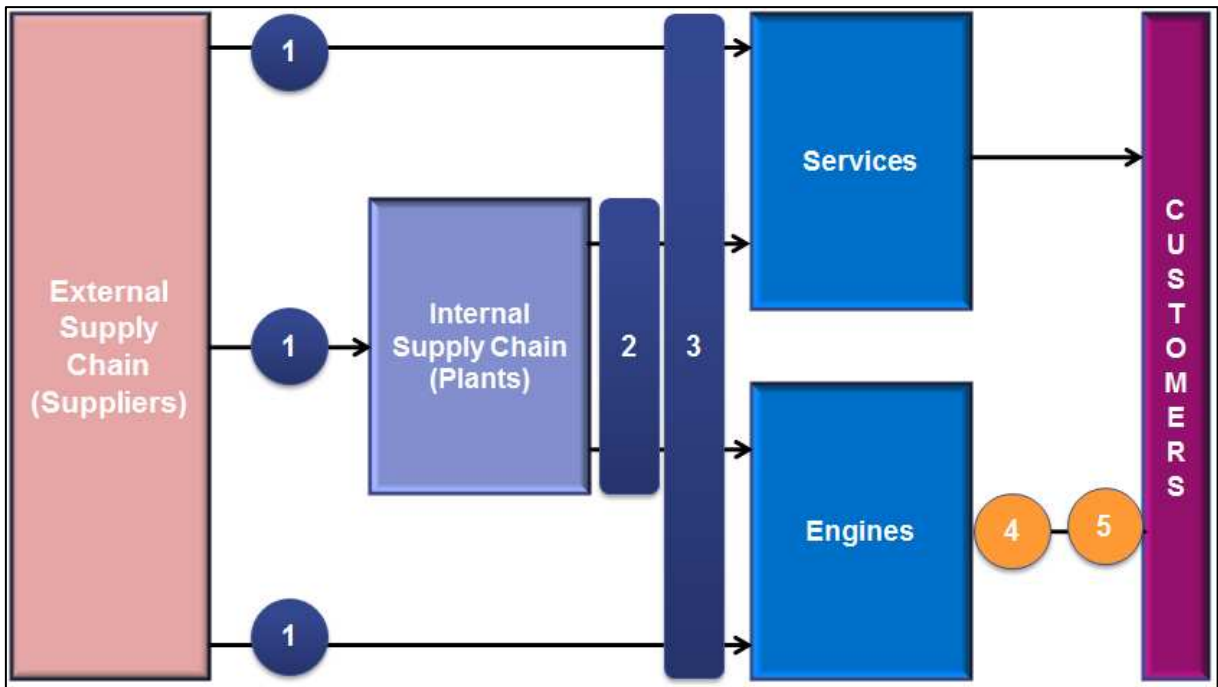 External
Supply
Chain
(Suppliers)
1
1
1
Internal
Supply Chain
(Plants)
2
3
Services
Engines
4
5
C
U
S
T
O
M
E
R
S